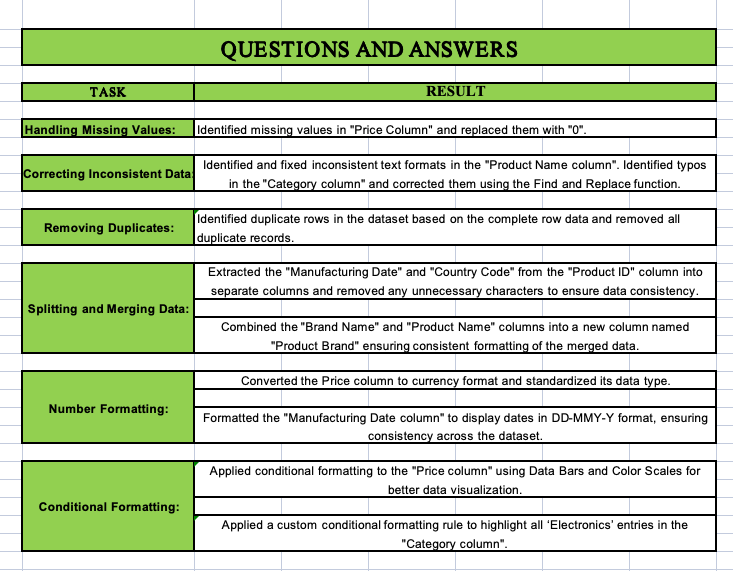 QUESTIONS AND ANSWERS
TASK
RESULT
Handling Missing Values:
Identified missing values in "Price Column" and replaced them with "0".
Correcting Inconsistent Data:
Identified and fixed inconsistent text formats in the "Product Name column". Identified typos
in the "Category column" and corrected them using the Find and Replace function.
Removing Duplicates:
Identified duplicate rows in the dataset based on the complete row data and removed all
duplicate records.
Splitting and Merging Data:
Extracted the "Manufacturing Date" and "Country Code" from the "Product ID" column into
separate columns and removed any unnecessary characters to ensure data consistency.
Combined the "Brand Name" and "Product Name" columns into a new column named
"Product Brand" ensuring consistent formatting of the merged data.
Number Formatting:
Converted the Price column to currency format and standardized its data type.
Formatted the "Manufacturing Date column" to display dates in DD-MMY-Y format, ensuring
consistency across the dataset.
Conditional Formatting:
Applied conditional formatting to the "Price column" using Data Bars and Color Scales for
better data visualization.
Applied a custom conditional formatting rule to highlight all ‘Electronics’ entries in the
"Category column".